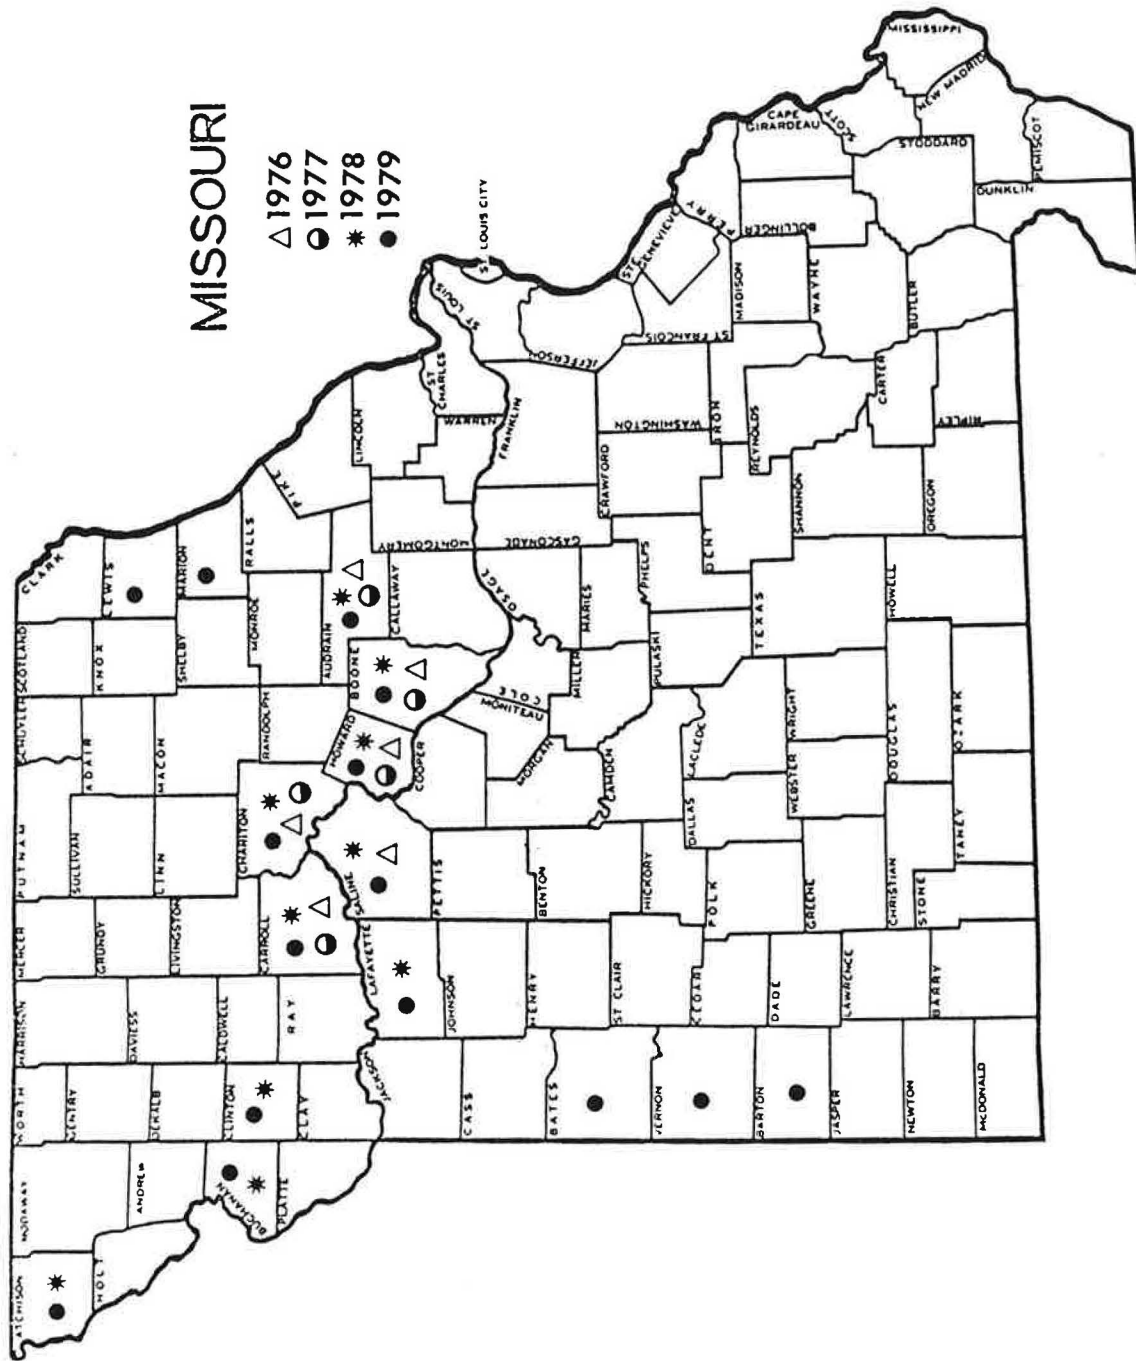 MISSOURI
△ 1976
◑ 1977
✷ 1978
● 1979
ATCHISON
NODAWAY
WORTH
HARRISON
MERCER
PUTNAM
SCHUYLER
SCOTLAND
CLARK
HOLT
ANDREW
GENTRY
DEKALB
DAVIESS
GRUNDY
SULLIVAN
ADAIR
KNOX
LEWIS
BUCHANAN
CLINTON
CALDWELL
LIVINGSTON
LINN
MACON
SHELBY
MARION
PLATTE
CLAY
RAY
CARROLL
CHARITON
RANDOLPH
MONROE
RALLS
PIKE
JACKSON
LAFAYETTE
SALINE
HOWARD
BOONE
AUDRAIN
CALLAWAY
MONTGOMERY
LINCOLN
WARREN
ST CHARLES
ST LOUIS
ST. LOUIS CITY
CASS
JOHNSON
PETTIS
COOPER
MONITEAU
COLE
OSAGE
GASCONADE
FRANKLIN
JEFFERSON
BATES
HENRY
BENTON
MORGAN
MILLER
MARIES
CAMDEN
PULASKI
PHELPS
CRAWFORD
WASHINGTON
ST FRANCOIS
STE GENEVIEVE
PERRY
VERNON
ST CLAIR
HICKORY
DALLAS
LACLEDE
TEXAS
DENT
IRON
REYNOLDS
MADISON
BOLLINGER
CAPE GIRARDEAU
BARTON
CEDAR
POLK
WEBSTER
WRIGHT
SHANNON
CARTER
WAYNE
SCOTT
STODDARD
MISSISSIPPI
NEW MADRID
JASPER
DADE
GREENE
LAWRENCE
CHRISTIAN
DOUGLAS
HOWELL
OREGON
RIPLEY
BUTLER
DUNKLIN
PEMISCOT
NEWTON
MCDONALD
BARRY
STONE
TANEY
OZARK